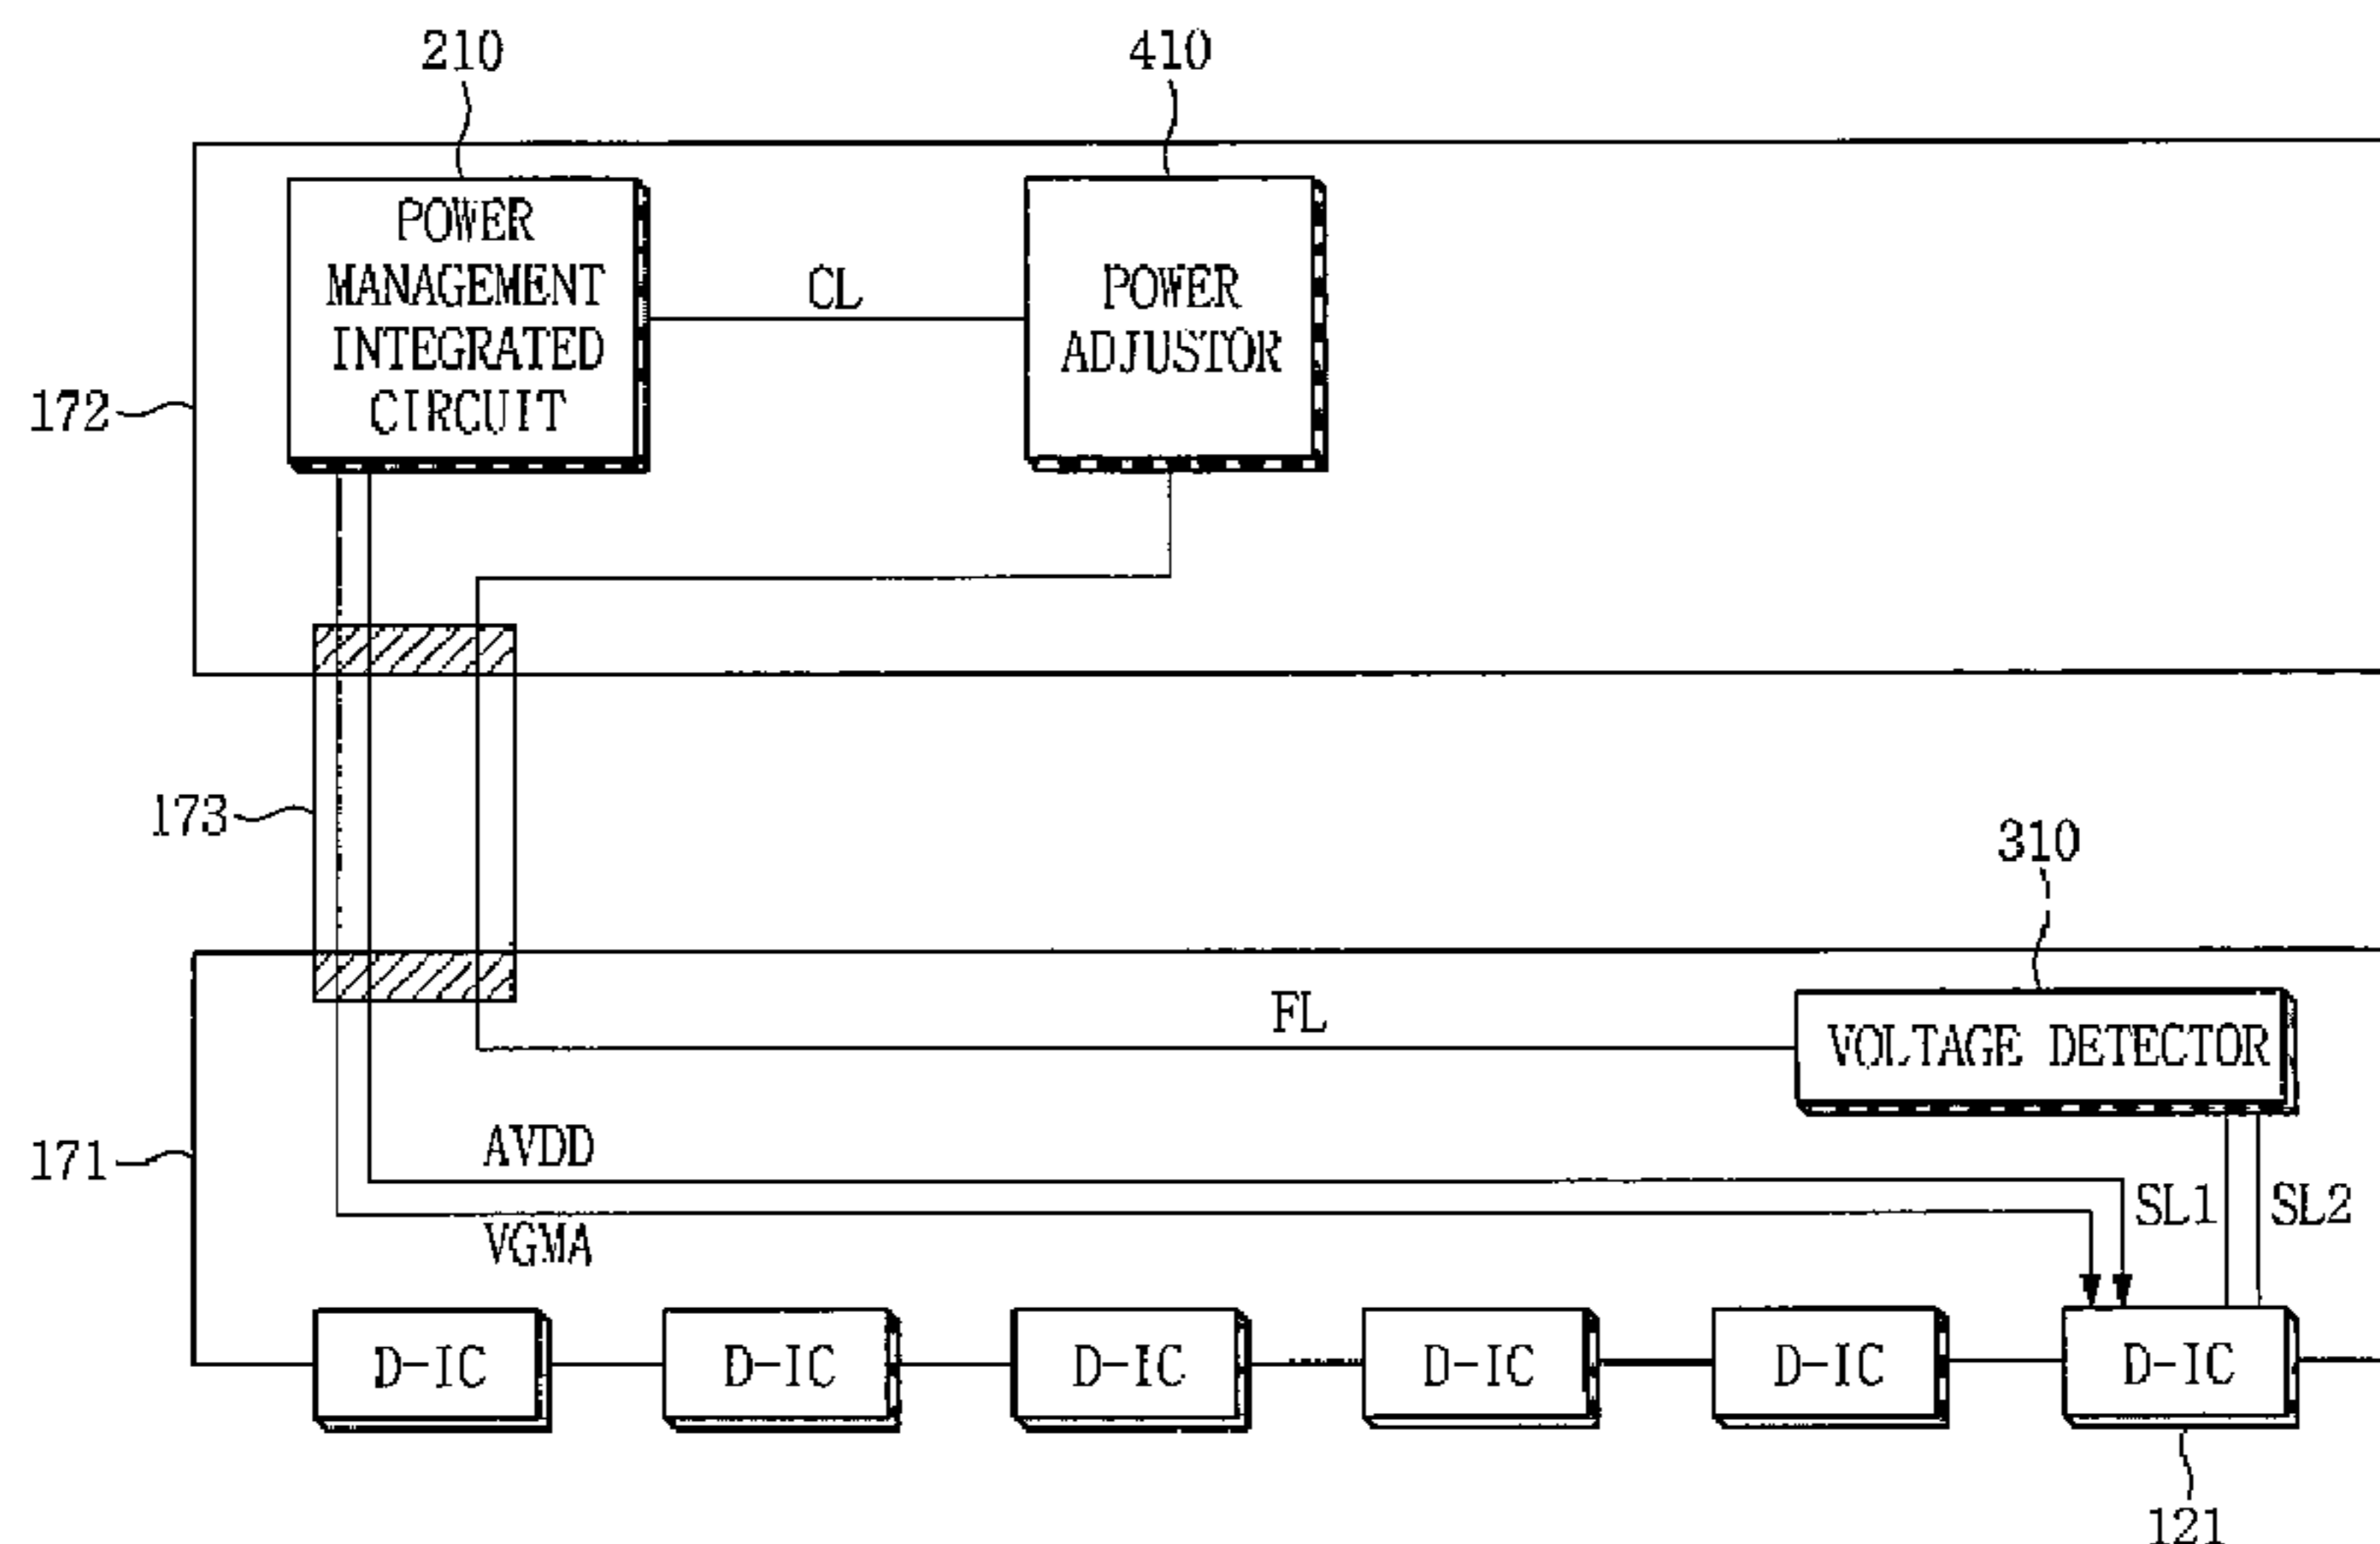 210
410
POWER
MANAGEMENT
INTEGRATED
CIRCUIT
CL
POWER
ADJUSTOR
172
173
310
FL
VOLTAGE DETECTOR
171
AVDD
SL1
SL2
VGMA
D-IC
D-IC
D-IC
D-IC
D-IC
D-IC
121